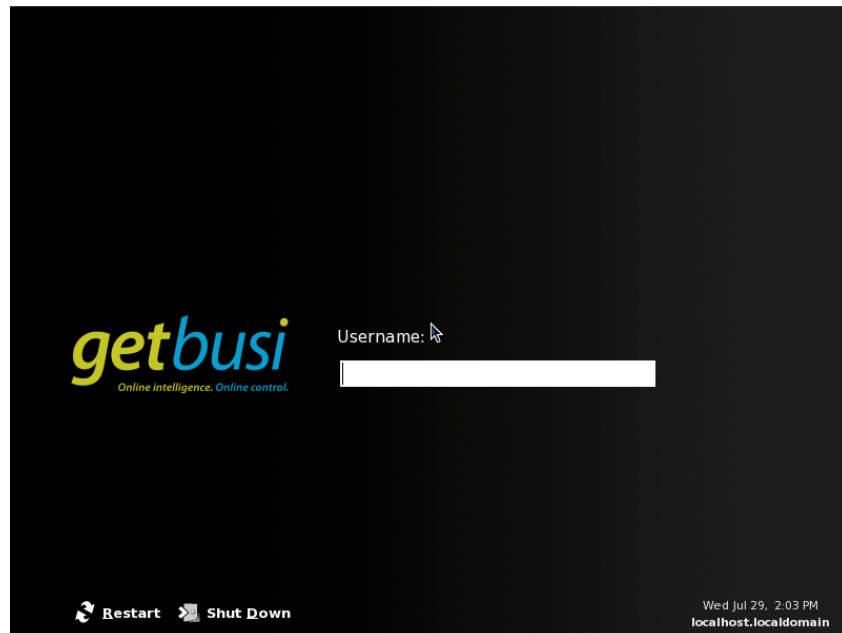 getbusi
Online intelligence. Online control.
Username:
Restart
Shut Down
Wed Jul 29, 2:03 PM
localhost.localdomain